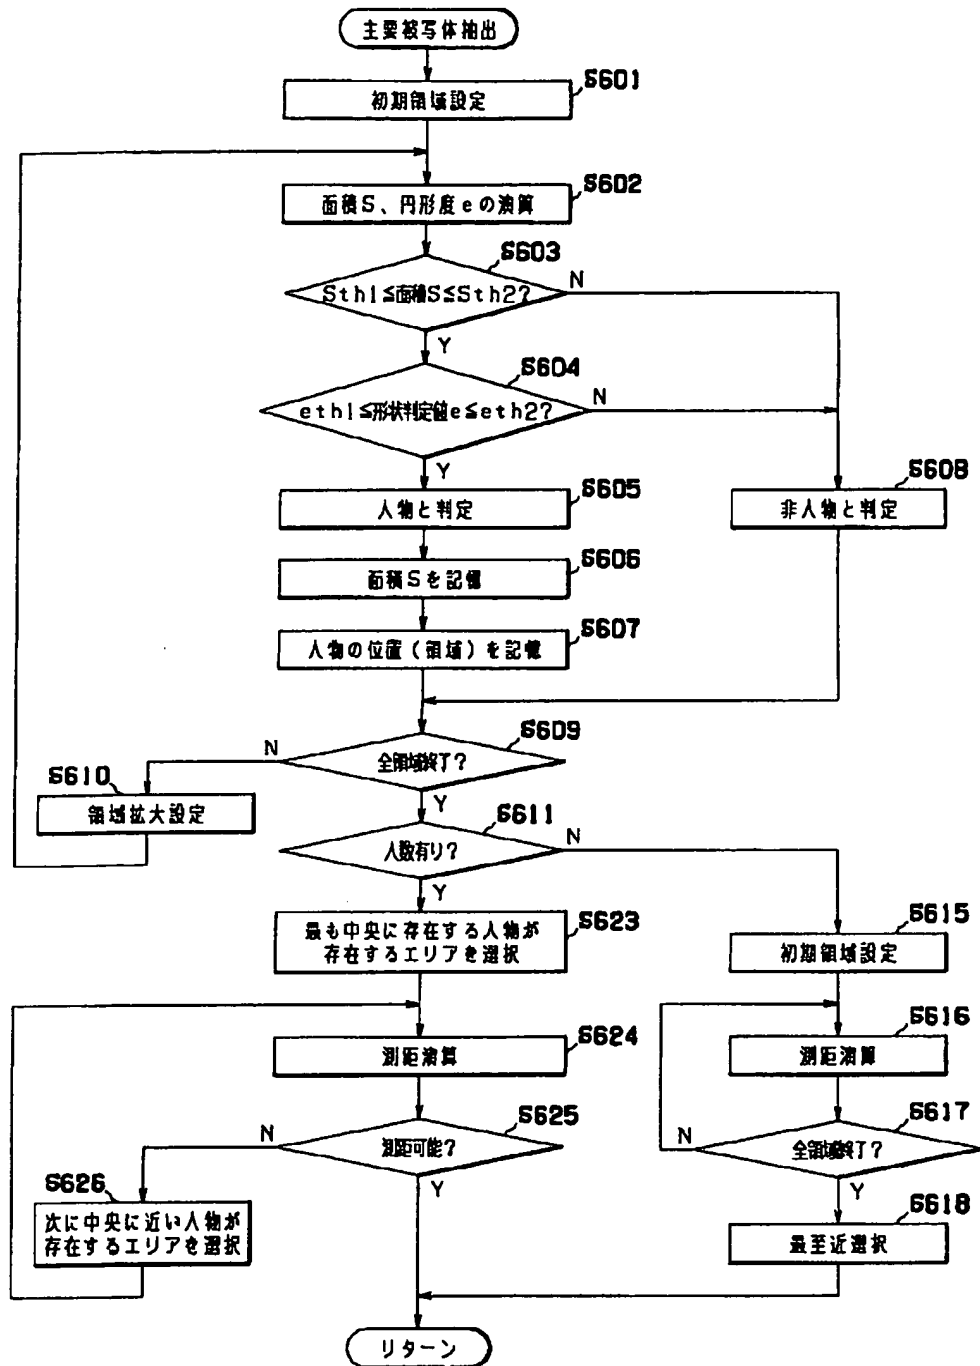 主要被写体抽出
S601
初期領域設定
S602
面積S、円形度eの演算
S603
Sth1≦面積S≦Sth2?
N
Y
S604
eth1≦形状判定値e≦eth2?
N
Y
S605
人物と判定
S608
非人物と判定
S606
面積Sを記憶
S607
人物の位置(領域)を記憶
S609
全領域終了?
N
Y
S610
領域拡大設定
S611
人数有り?
N
Y
S623
最も中央に存在する人物が
存在するエリアを選択
S615
初期領域設定
S624
測距演算
S616
測距演算
S625
測距可能?
N
Y
S617
全領域終了?
N
Y
S626
次に中央に近い人物が
存在するエリアを選択
S618
最至近選択
リターン